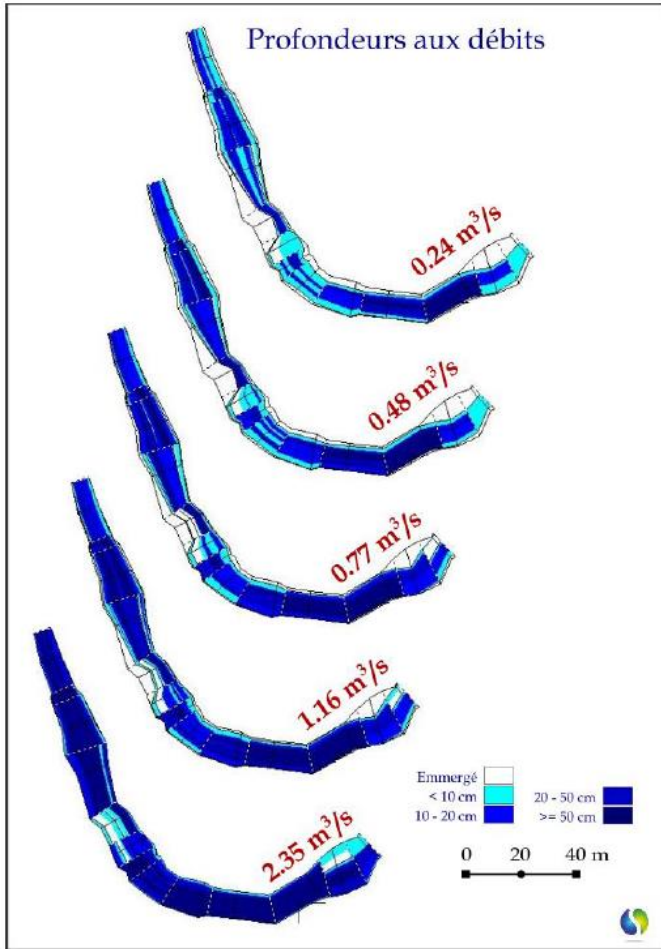 Profondeurs aux débits
0.24 m³/s
0.48 m³/s
0.77 m³/s
1.16 m³/s
2.35 m³/s
Emmergé
< 10 cm
10 - 20 cm
20 - 50 cm
>= 50 cm
0 20 40 m